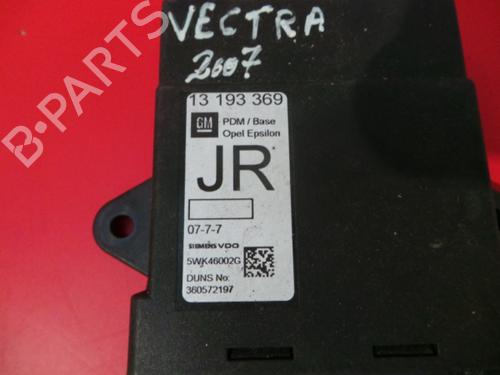 VECTRA
2007
13 193 369
GM
PDM / Base
Opel Epsilon
JR
07-7-7
SIEMENS VDO
5WK46002G
DUNS No:
360572197
B-PARTS